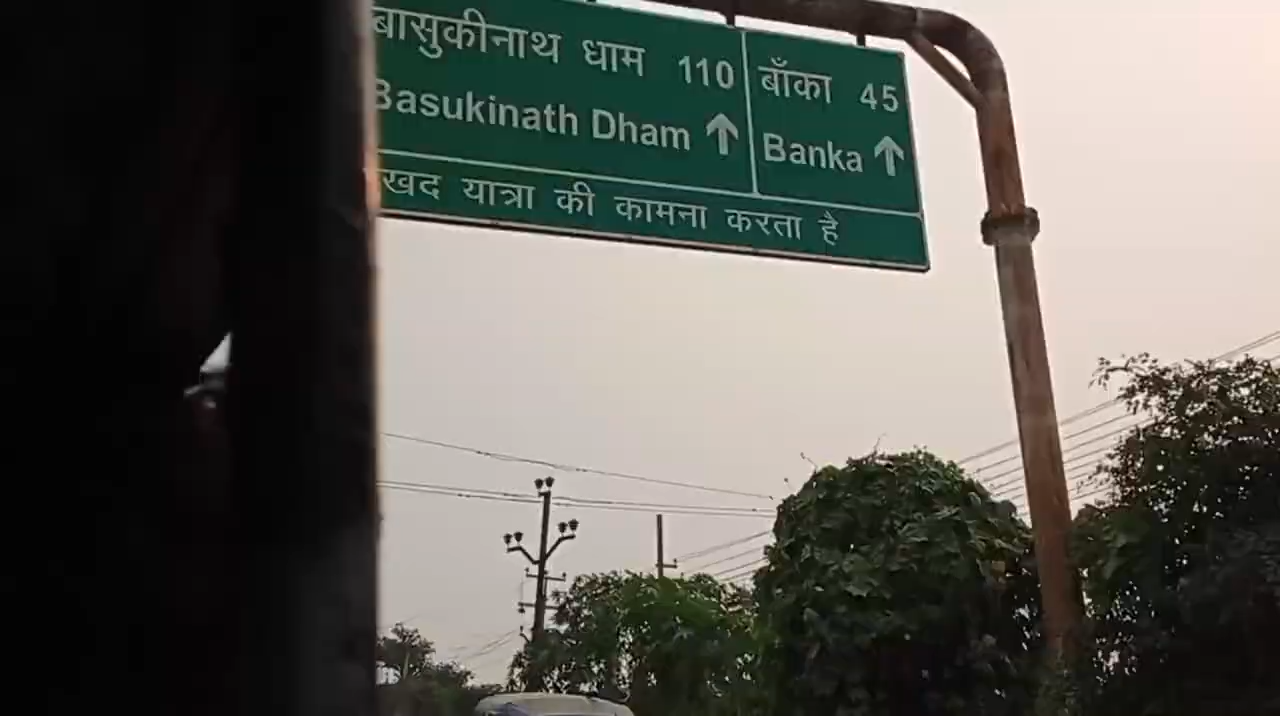 बासुकीनाथ धाम 110
Basukinath Dham ↑
बाँका 45
Banka ↑
यात्रा की कामना करता है